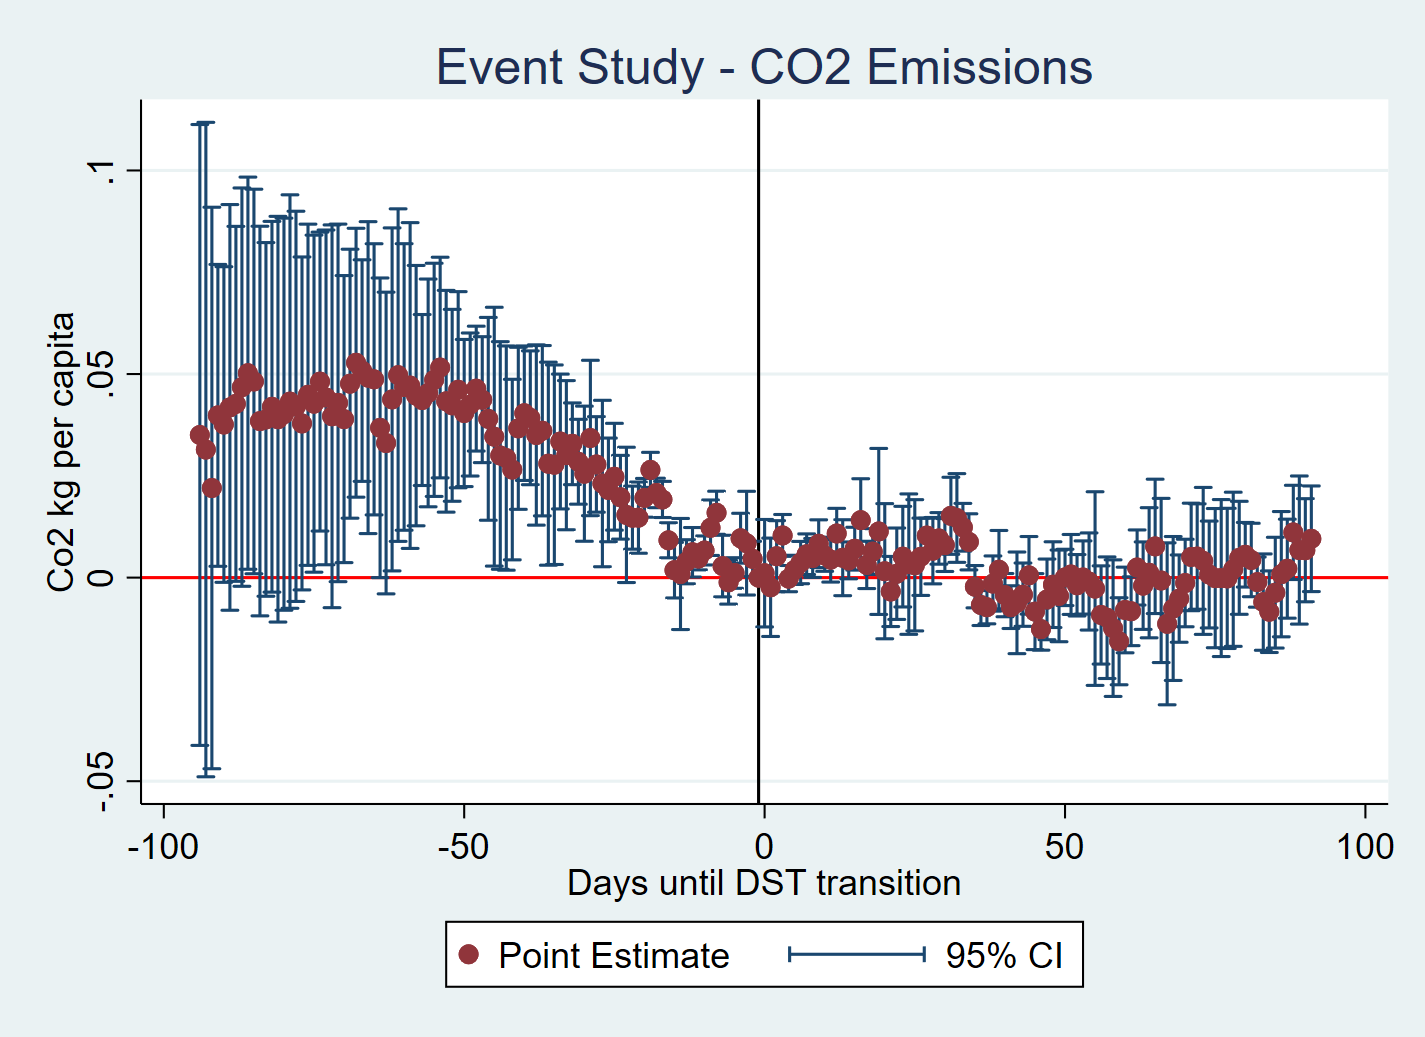 Event Study - CO2 Emissions
Co2 kg per capita
.1
.05
0
-.05
-100 -50 0 50 100
Days until DST transition
Point Estimate 95% CI